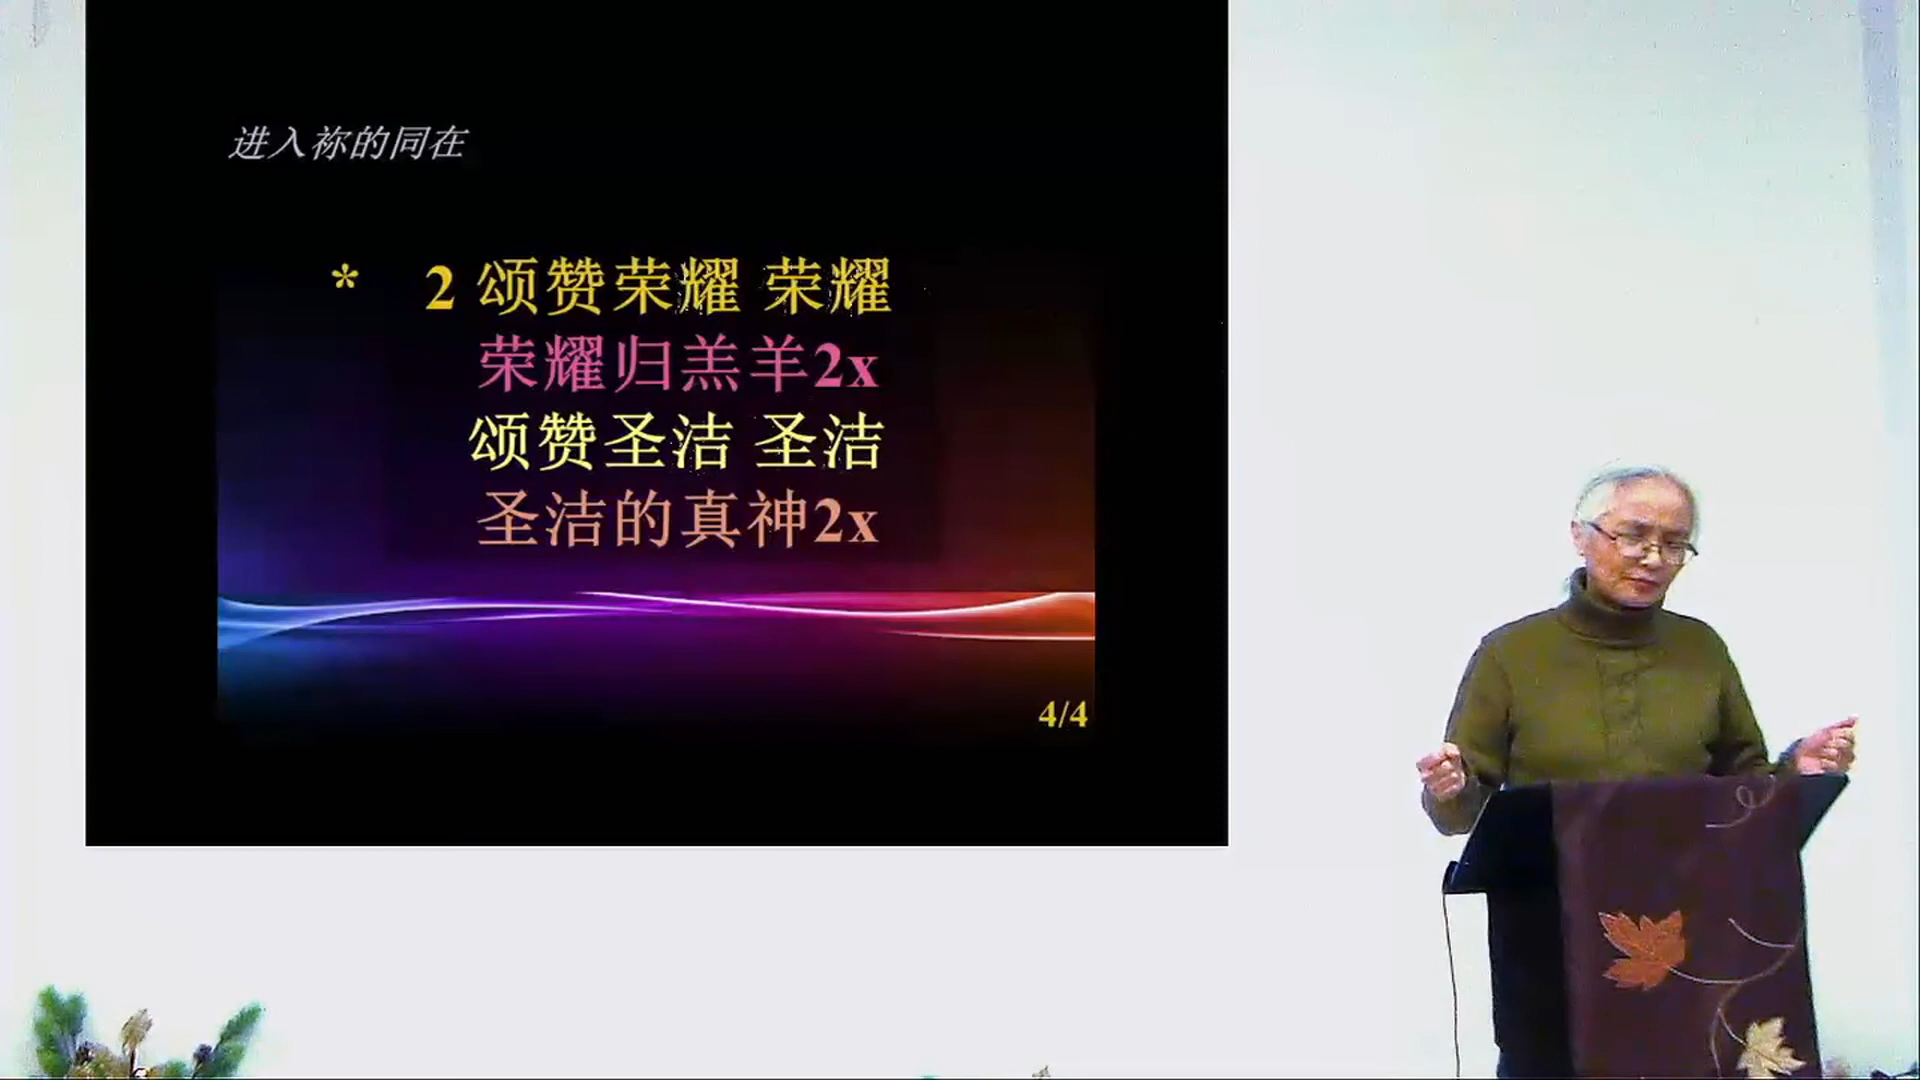 进入祢的同在
* 2 颂赞荣耀 荣耀
荣耀归羔羊2x
颂赞圣洁 圣洁
圣洁的真神2x
4/4